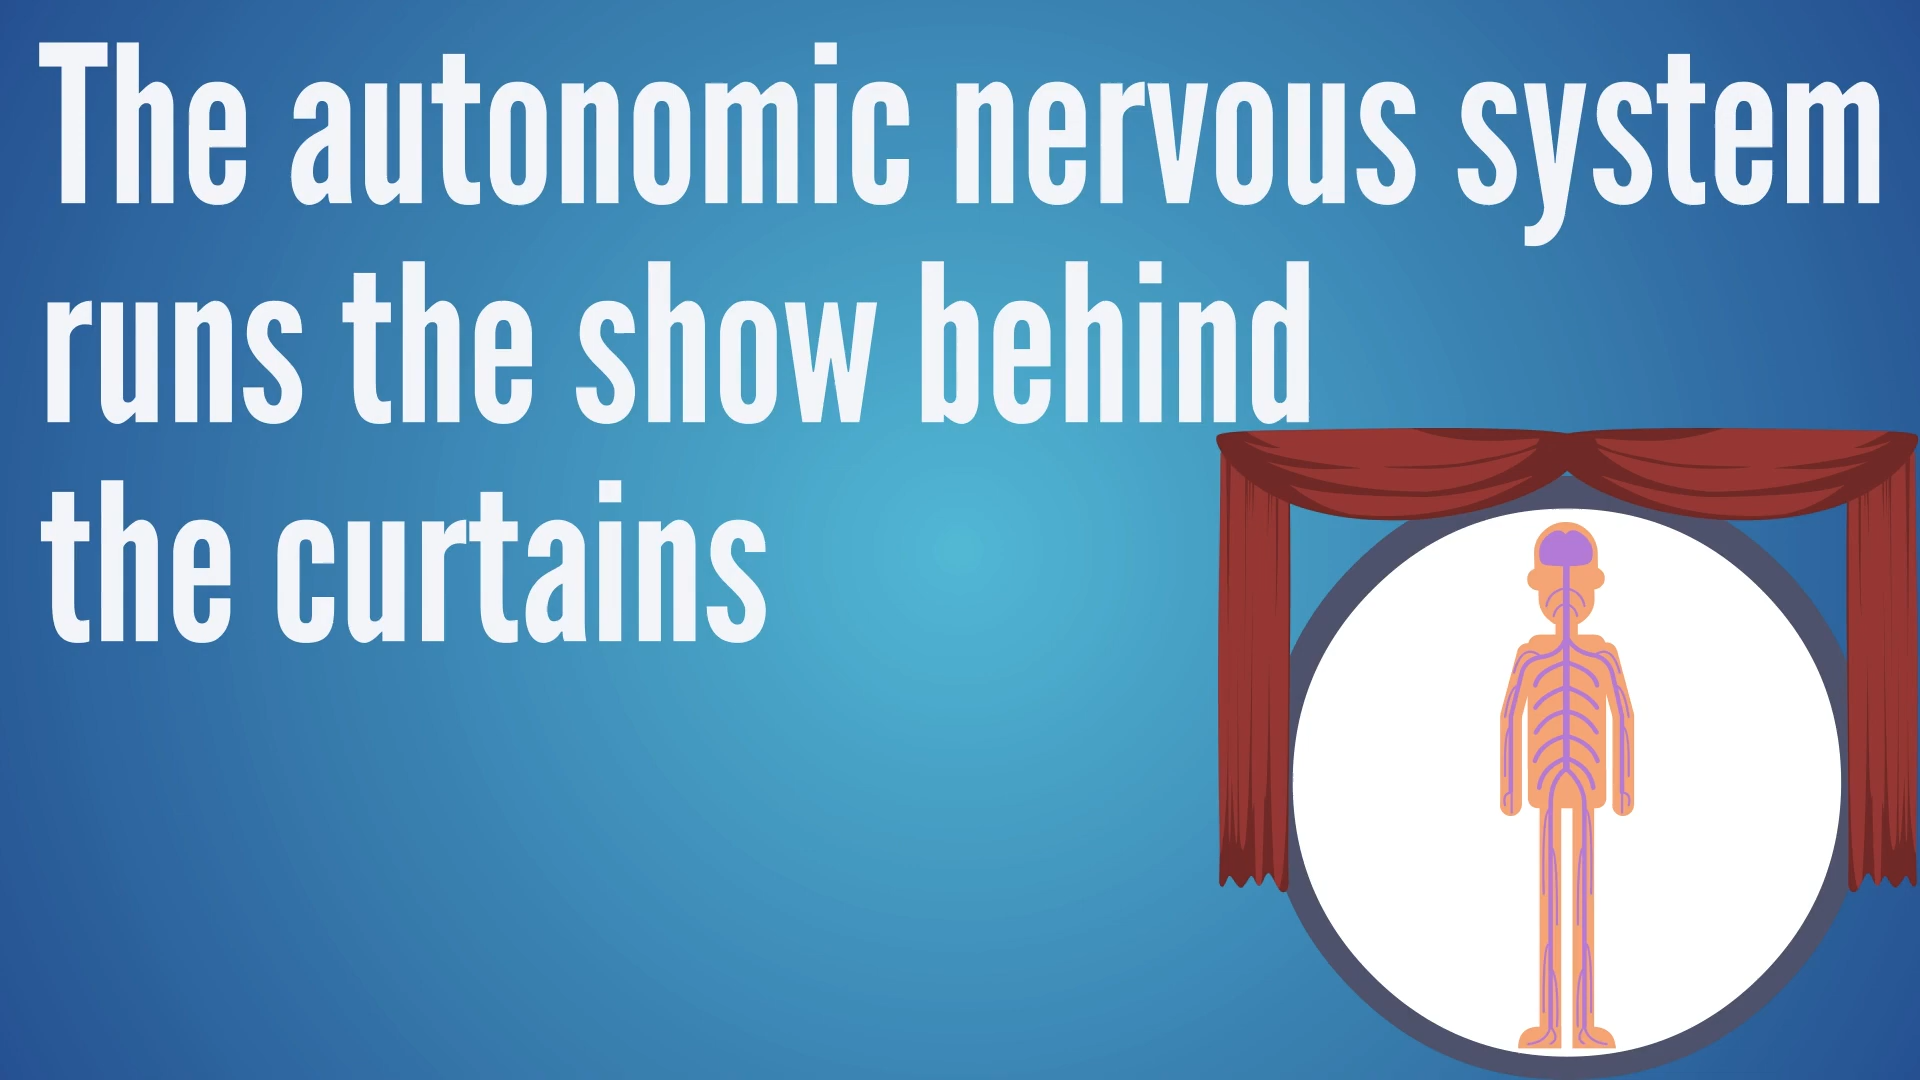 The autonomic nervous system
runs the show behind
the curtains